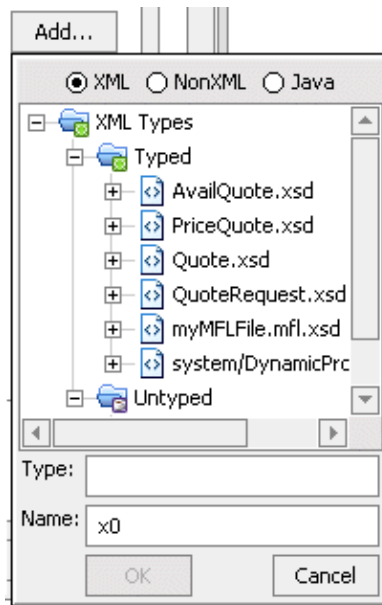 Add...
XML NonXML Java
XML Types
Typed
AvailQuote.xsd
PriceQuote.xsd
Quote.xsd
QuoteRequest.xsd
myMFLFile.mfl.xsd
system/DynamicPrc
Untyped
Type:
Name: x0
OK Cancel